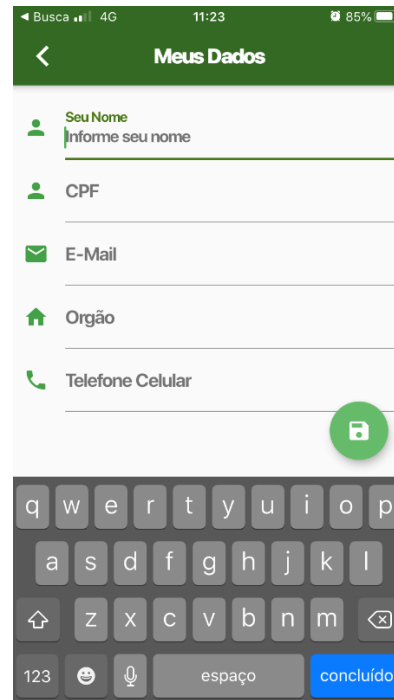 Busca 4G 11:23 85%
Meus Dados
Seu Nome
Informe seu nome
CPF
E-Mail
Orgão
Telefone Celular
q w e r t y u i o p
a s d f g h j k l
z x c v b n m
123 espaço concluído